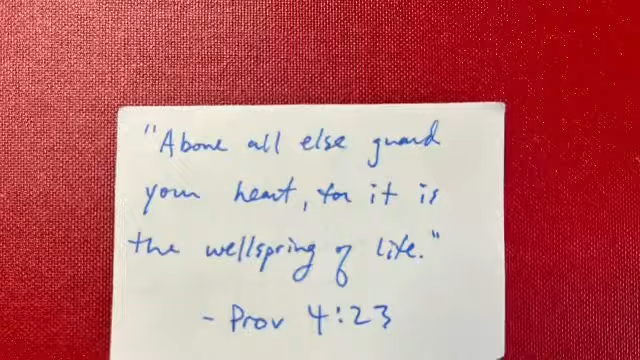 "Above all else guard
your heart, for it is
the wellspring of life."
- Prov 4:23